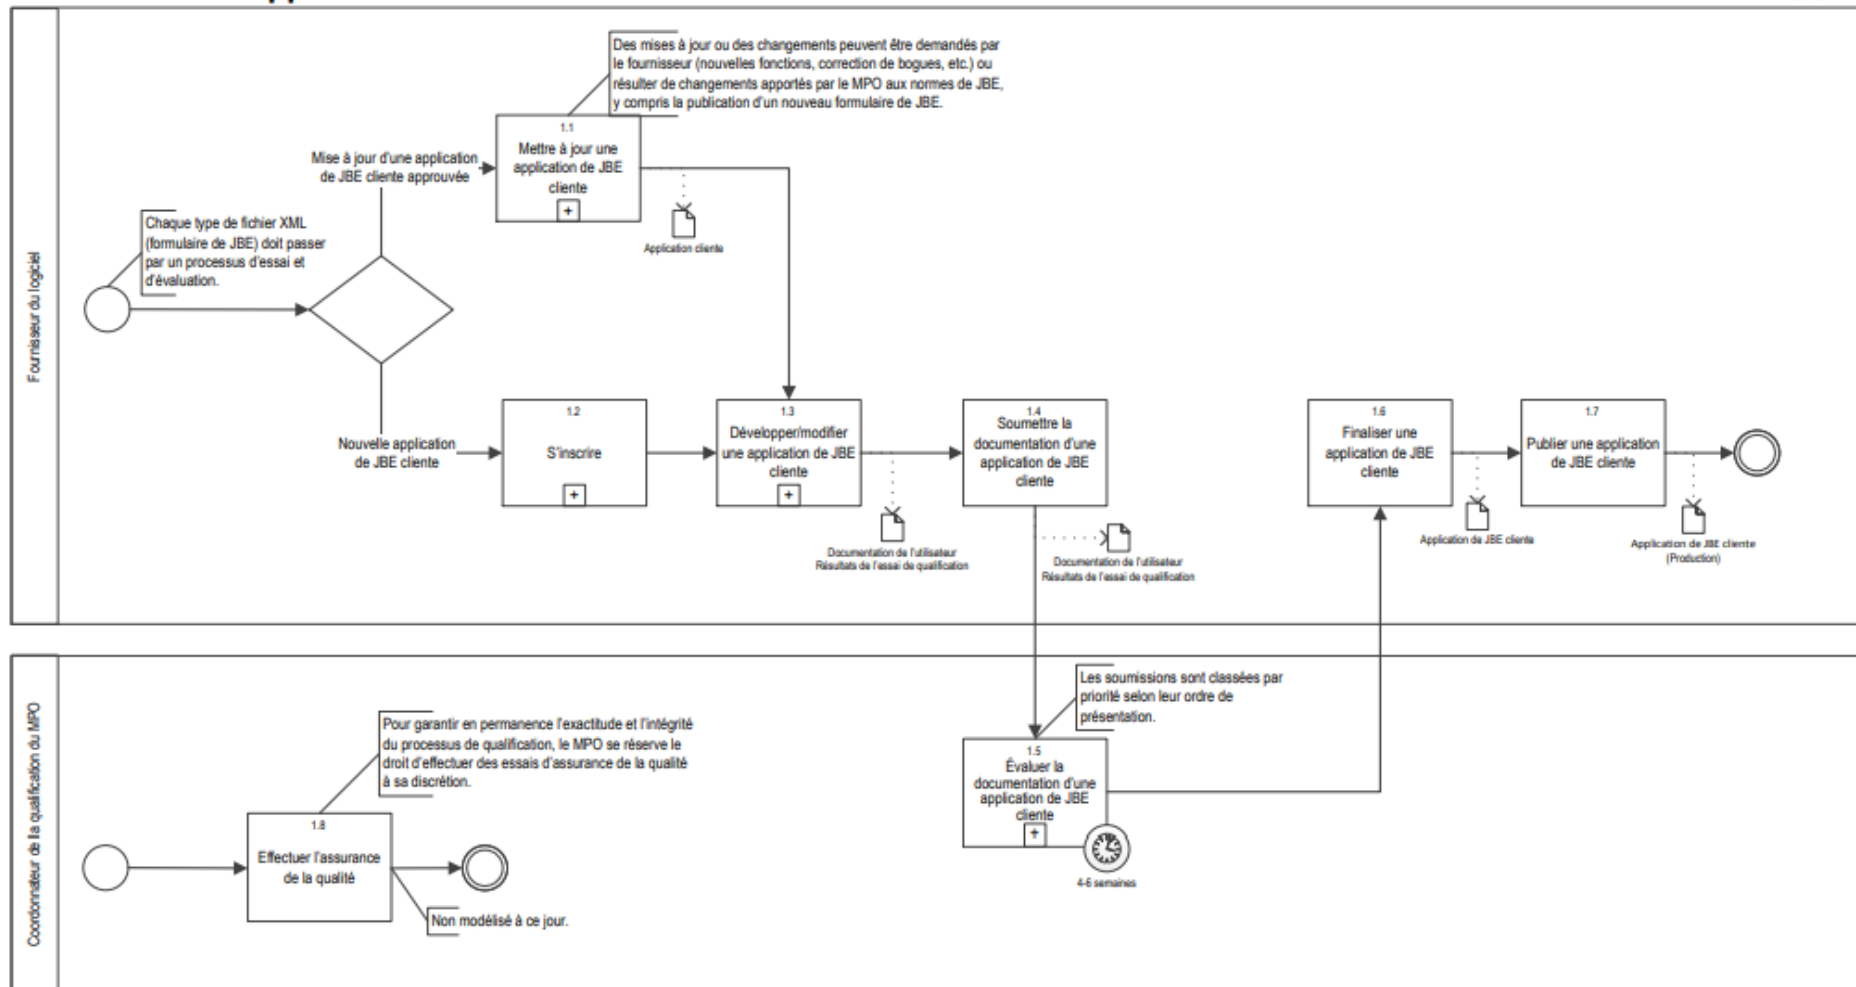 Des mises à jour ou des changements peuvent être demandés par
le fournisseur (nouvelles fonctions, correction de bogues, etc.) ou
résulter de changements apportés par le MPO aux normes de JBE,
y compris la publication d'un nouveau formulaire de JBE.
1.1
Mettre à jour une
application de JBE
cliente
+
Mise à jour d'une application
de JBE cliente approuvée
Application cliente
Chaque type de fichier XML
(formulaire de JBE) doit passer
par un processus d'essai et
d'évaluation.
Fournisseur du logiciel
Nouvelle application
de JBE cliente
1.2
S'inscrire
+
1.3
Développer/modifier
une application de JBE
cliente
+
Documentation de l'utilisateur
Résultats de l'essai de qualification
1.4
Soumettre la
documentation d'une
application de JBE
cliente
Documentation de l'utilisateur
Résultats de l'essai de qualification
1.6
Finaliser une
application de JBE
cliente
Application de JBE cliente
1.7
Publier une application
de JBE cliente
Application de JBE cliente
(Production)
Coordonnateur de lla qualification du MPO
Pour garantir en permanence l'exactitude et l'intégrité
du processus de qualification, le MPO se réserve le
droit d'effectuer des essais d'assurance de la qualité
à sa discrétion.
1.8
Effectuer l'assurance
de la qualité
Non modélisé à ce jour.
Les soumissions sont classées par
priorité selon leur ordre de
présentation.
1.5
Évaluer la
documentation d'une
application de JBE
cliente
+
4-6 semaines